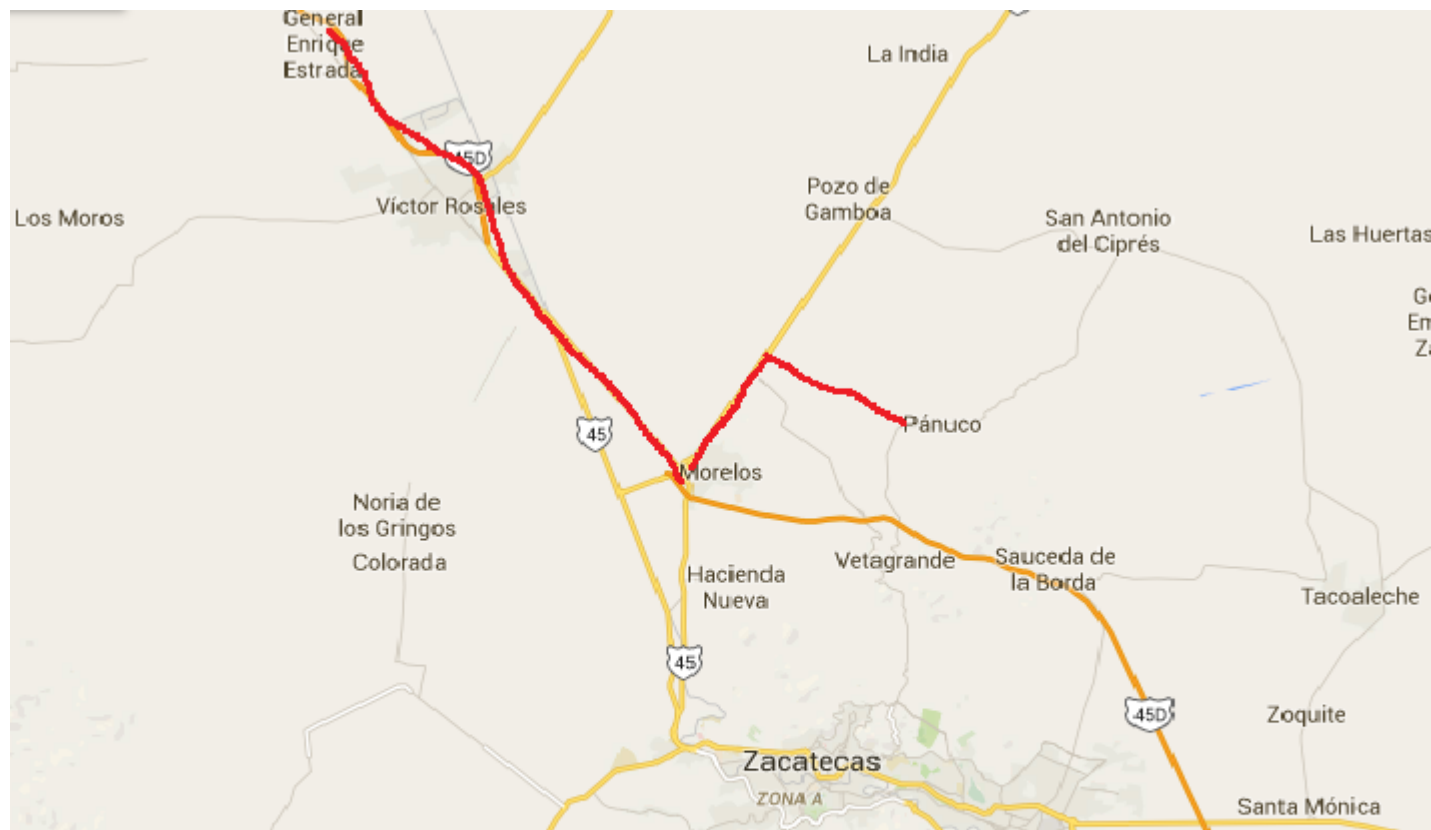 General
Enrique
Estrada
La India
45D
Pozo de
Gamboa
Víctor Rosales
Los Moros
San Antonio
del Ciprés
Las Huertas
45
Pánuco
Morelos
Noria de
los Gringos
Colorada
Vetagrande
Sauceda de
la Borda
Hacienda
Nueva
Tacoaleche
45
45D
Zoquite
Zacatecas
ZONA A
Santa Mónica